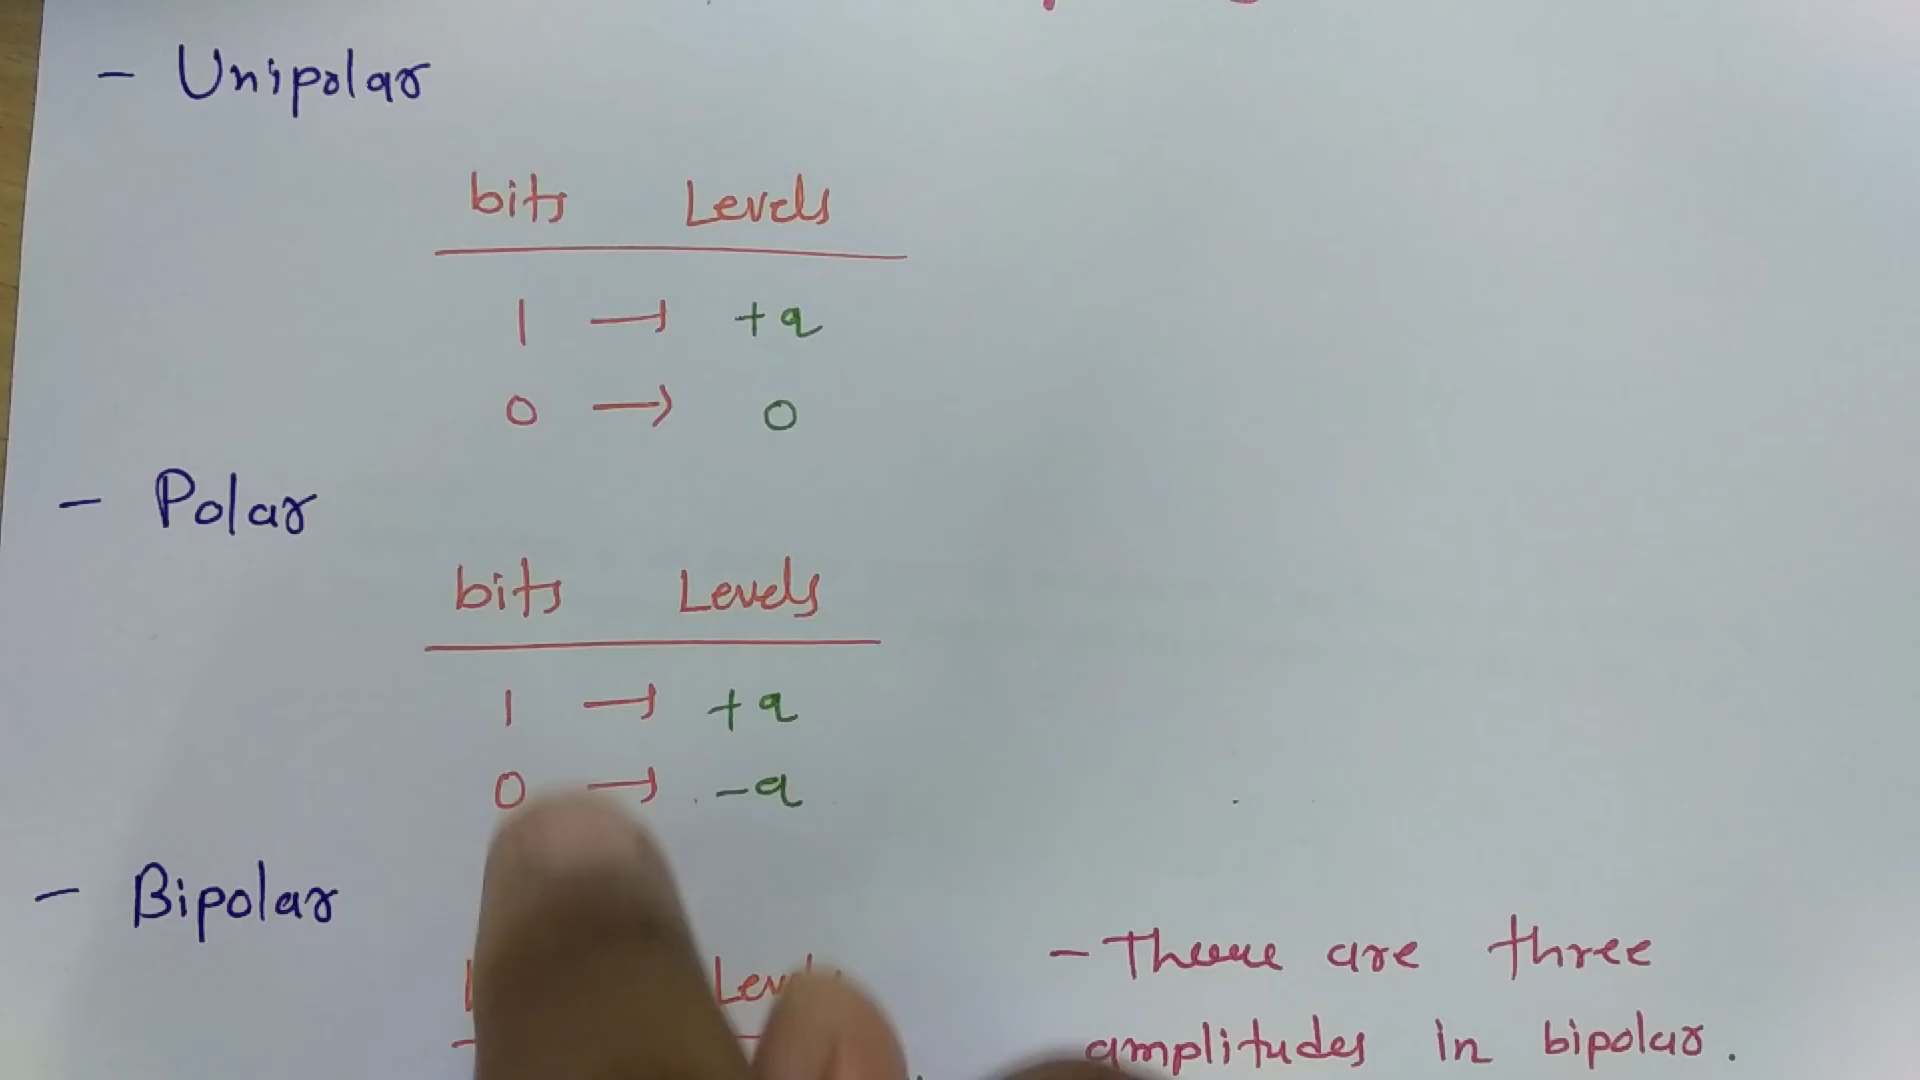 - Unipolar
bits Levels
1 → +a
0 → 0
- Polar
bits Levels
1 → +a
0 → -a
- Bipolar
- There are three
amplitudes in bipolar.